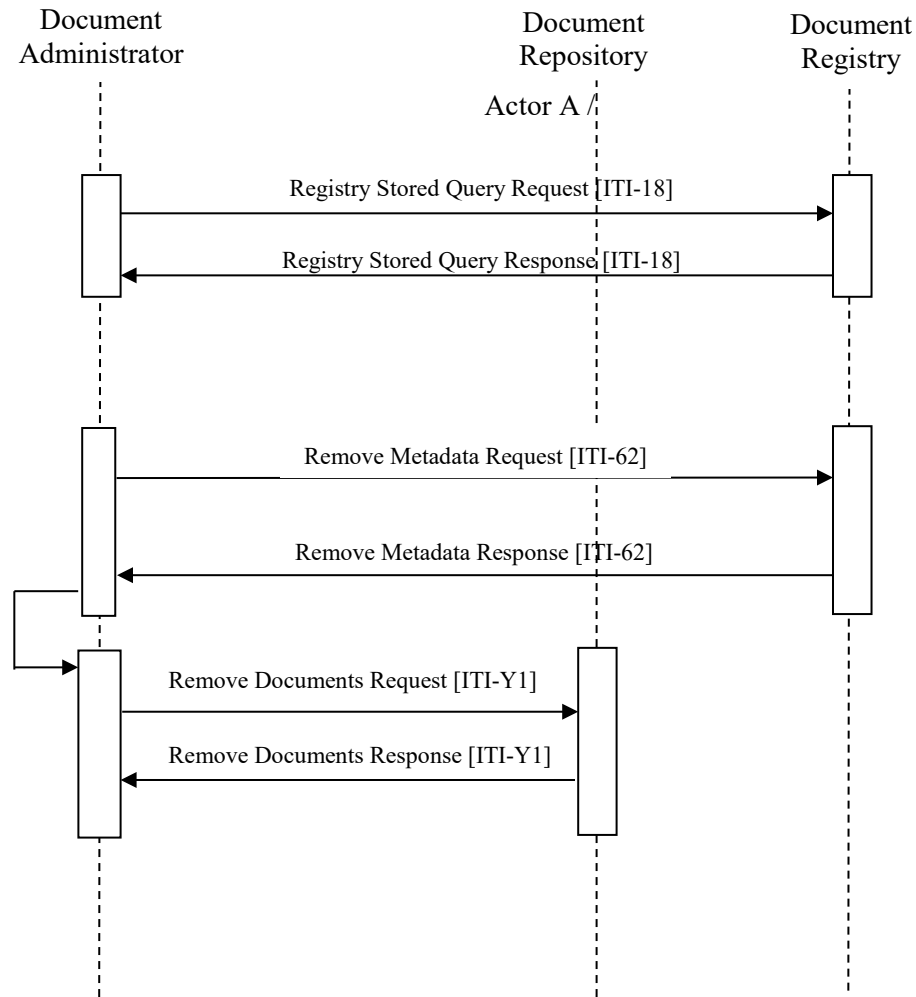 Document
Administrator
Document
Repository
Document
Registry
Actor A /
Registry Stored Query Request [ITI-18]
Registry Stored Query Response [ITI-18]
Remove Metadata Request [ITI-62]
Remove Metadata Response [ITI-62]
Remove Documents Request [ITI-Y1]
Remove Documents Response [ITI-Y1]